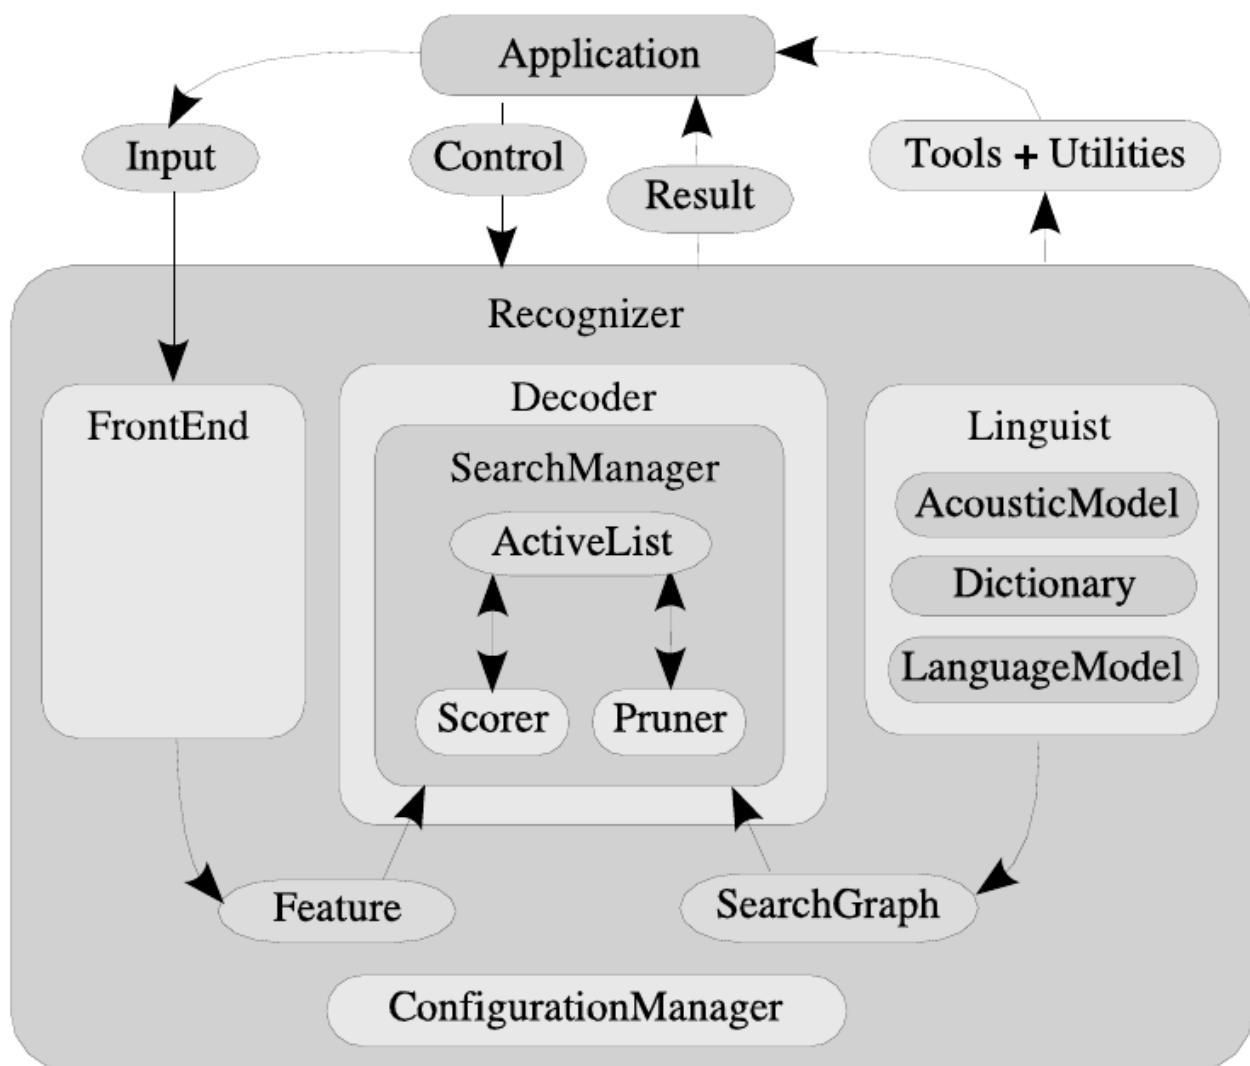 Application
Input
Control
Result
Tools + Utilities
Recognizer
FrontEnd
Decoder
SearchManager
ActiveList
Scorer
Pruner
Linguist
AcousticModel
Dictionary
LanguageModel
Feature
SearchGraph
ConfigurationManager